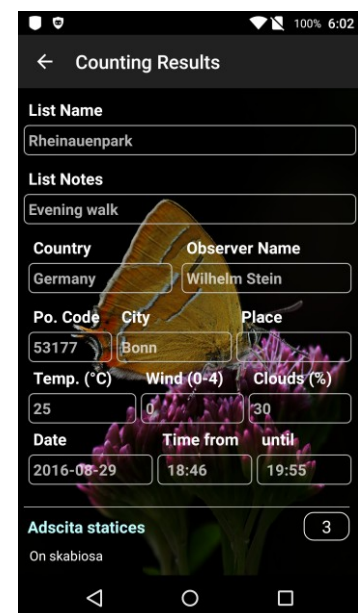 100% 6:02
Counting Results
List Name
Rheinauenpark
List Notes
Evening walk
Country Observer Name
Germany Wilhelm Stein
Po. Code City Place
53177 Bonn
Temp. (°C) Wind (0-4) Clouds (%)
25 0 30
Date Time from until
2016-08-29 18:46 19:55
Adscita statices 3
On skabiosa